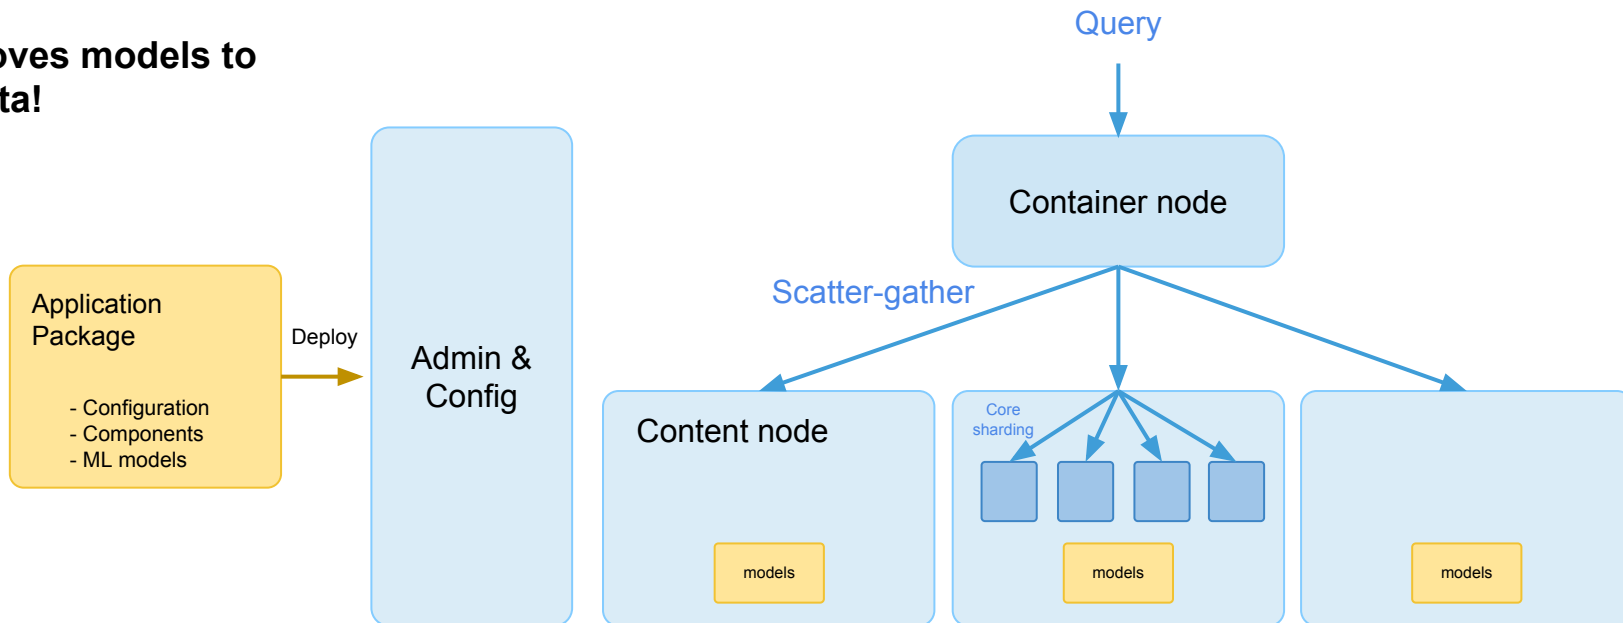 oves models to
ta!
Query
Container node
Scatter-gather
Application
Package
- Configuration
- Components
- ML models
Deploy
Admin &
Config
Content node
Core
sharding
models
models
models